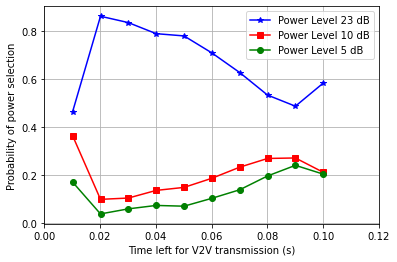 Power Level 23 dB
Power Level 10 dB
Power Level 5 dB
Probability of power selection
0.8
0.6
0.4
0.2
0.0
0.00 0.02 0.04 0.06 0.08 0.10 0.12
Time left for V2V transmission (s)